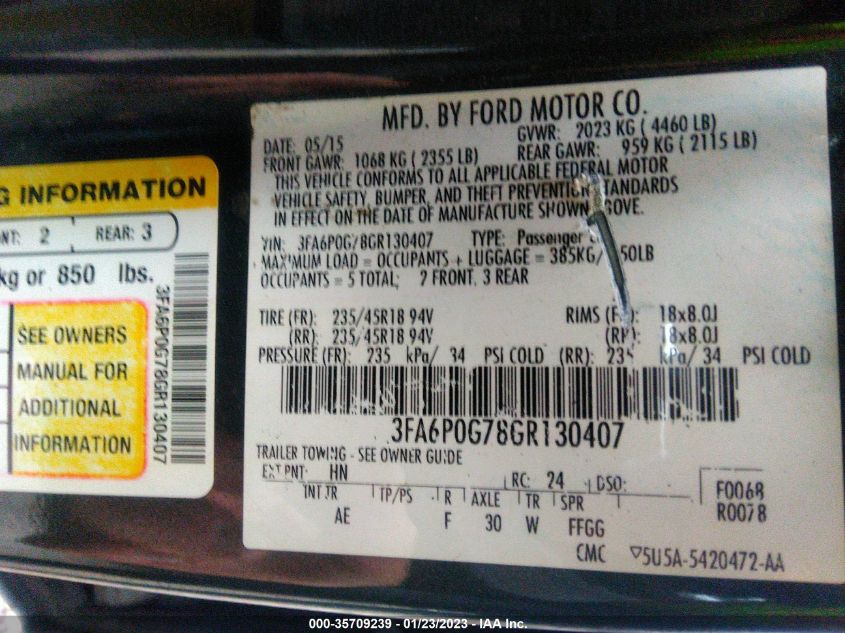 G INFORMATION
NT: 2 REAR: 3
kg or 850 lbs.
SEE OWNERS
MANUAL FOR
ADDITIONAL
INFORMATION
3FA6P0G78GR130407
MFD. BY FORD MOTOR CO.
DATE: 05/15 GVWR: 2023 KG ( 4460 LB)
FRONT GAWR: 1068 KG ( 2355 LB) REAR GAWR: 959 KG ( 2115 LB)
THIS VEHICLE CONFORMS TO ALL APPLICABLE FEDERAL MOTOR
VEHICLE SAFETY, BUMPER, AND THEFT PREVENTION STANDARDS
IN EFFECT ON THE DATE OF MANUFACTURE SHOWN ABOVE.
VIN: 3FA6P0G78GR130407 TYPE: Passenger
MAXIMUM LOAD = OCCUPANTS + LUGGAGE = 385KG/ 50LB
OCCUPANTS = 5 TOTAL; 2 FRONT, 3 REAR
TIRE (FR): 235/45R18 94V RIMS (FR): 18x8.0J
(RR): 235/45R18 94V (RR): 18x8.0J
PRESSURE (FR): 235 kPa/ 34 PSI COLD (RR): 235 kPa/ 34 PSI COLD
3FA6P0G78GR130407
TRAILER TOWING - SEE OWNER GUIDE
EXT PNT: HN RC: 24 DSO:
INT TR TP/PS R AXLE TR SPR
AE F 30 W FFGG
F0068
R0078
CMC ▽5U5A-5420472-AA
000-35709239 - 01/23/2023 - IAA Inc.